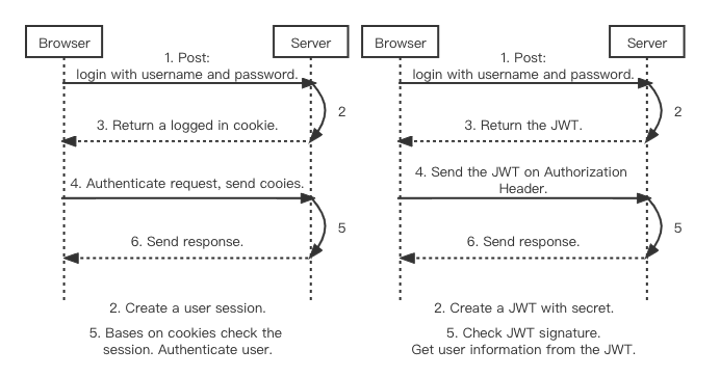 Browser
Server
1. Post:
login with username and password.
2
3. Return a logged in cookie.
4. Authenticate request, send cooies.
5
6. Send response.
2. Create a user session.
5. Bases on cookies check the
session. Authenticate user.
Browser
Server
1. Post:
login with username and password.
2
3. Return the JWT.
4. Send the JWT on Authorization
Header.
5
6. Send response.
2. Create a JWT with secret.
5. Check JWT signature.
Get user information from the JWT.